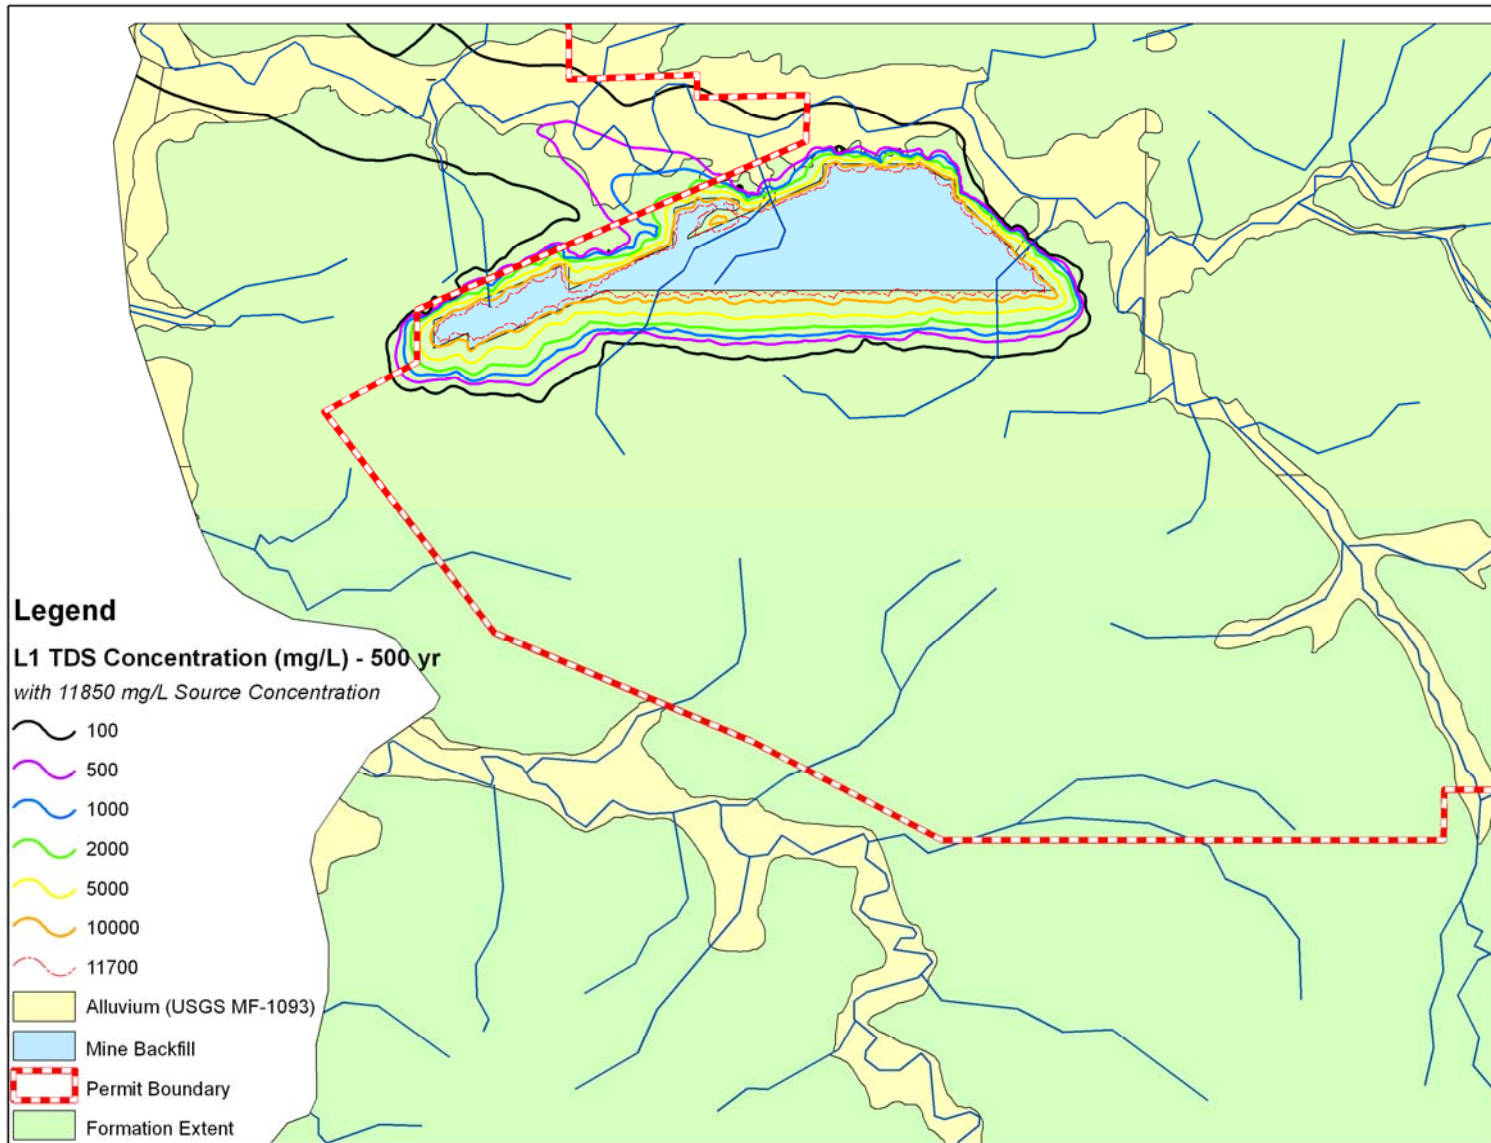 Legend
L1 TDS Concentration (mg/L) - 500 yr
with 11850 mg/L Source Concentration
100
500
1000
2000
5000
10000
11700
Alluvium (USGS MF-1093)
Mine Backfill
Permit Boundary
Formation Extent